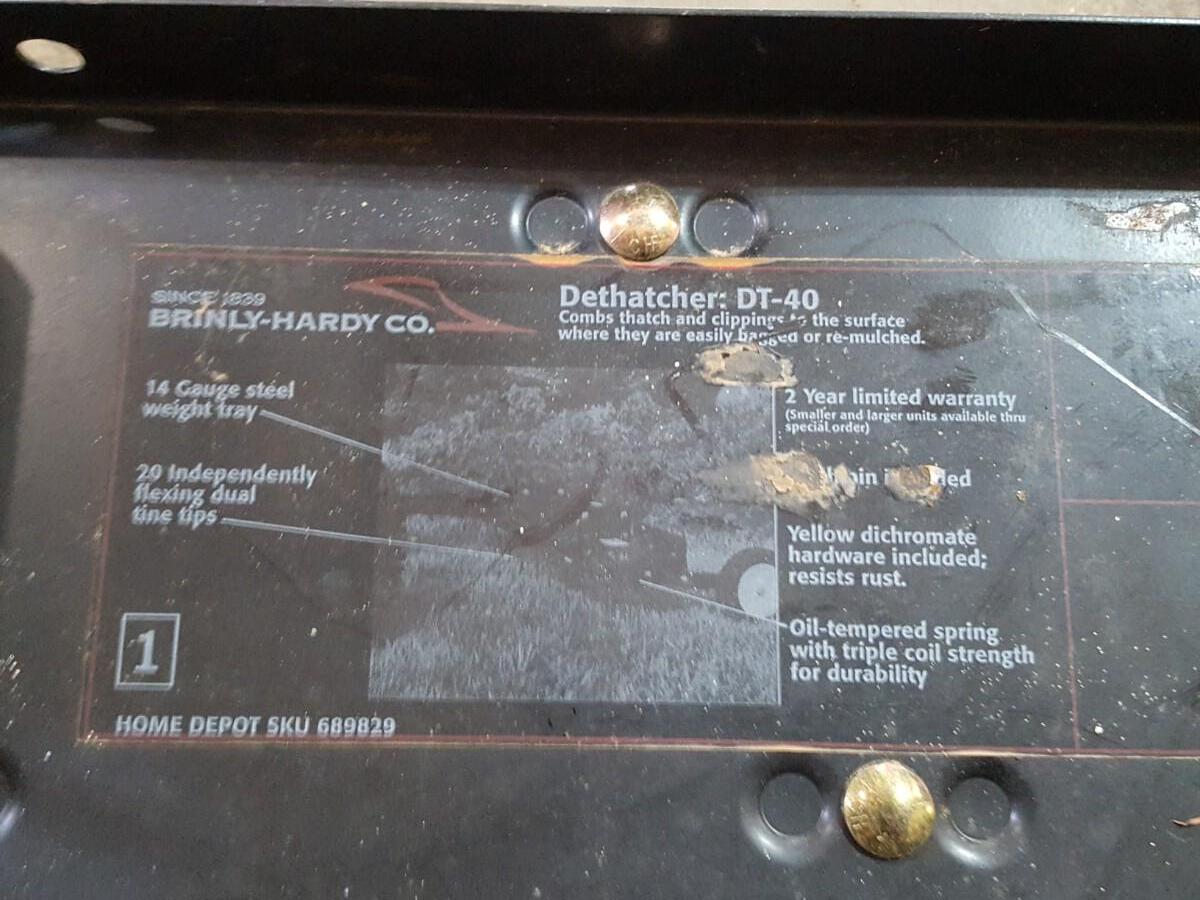 SINCE 1839
BRINLY-HARDY CO.
Dethatcher: DT-40
Combs thatch and clippings to the surface
where they are easily bagged or re-mulched.
14 Gauge steel
weight tray
20 Independently
flexing dual
tine tips
2 Year limited warranty
(Smaller and larger units available thru
special order)
Yellow dichromate
hardware included;
resists rust.
Oil-tempered spring
with triple coil strength
for durability
1
HOME DEPOT SKU 689829